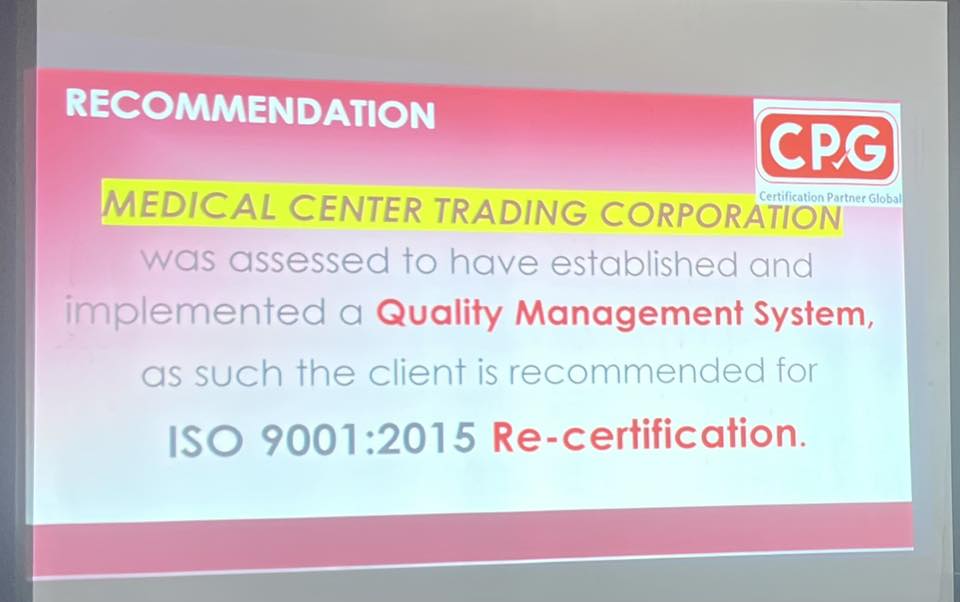 RECOMMENDATION
CPG
Certification Partner Global
MEDICAL CENTER TRADING CORPORATION
was assessed to have established and
implemented a Quality Management System,
as such the client is recommended for
ISO 9001:2015 Re-certification.